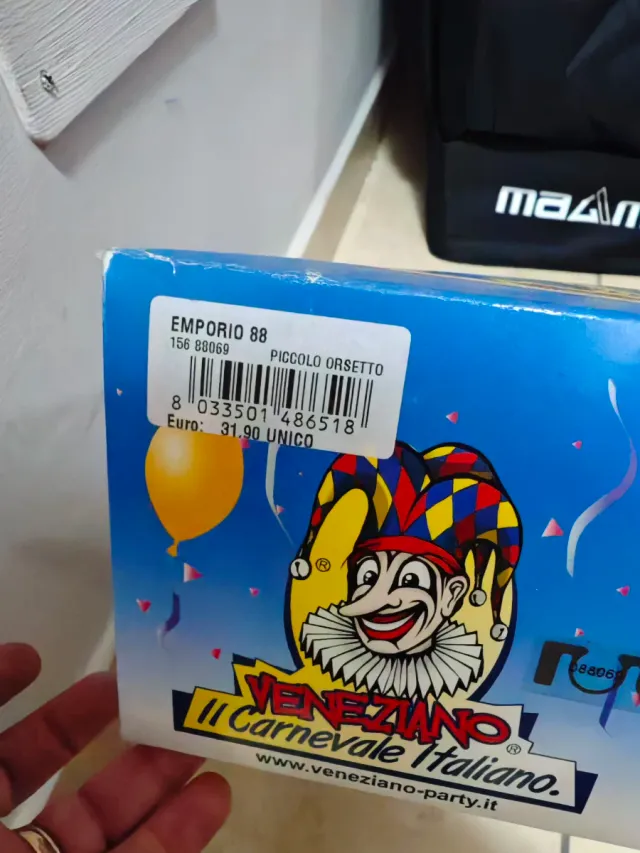 EMPORIO 88
156 88069 PICCOLO ORSETTO
8 033501 486518
Euro: 31,90 UNICO
®
VENEZIANO®
Il Carnevale Italiano.
www.veneziano-party.it